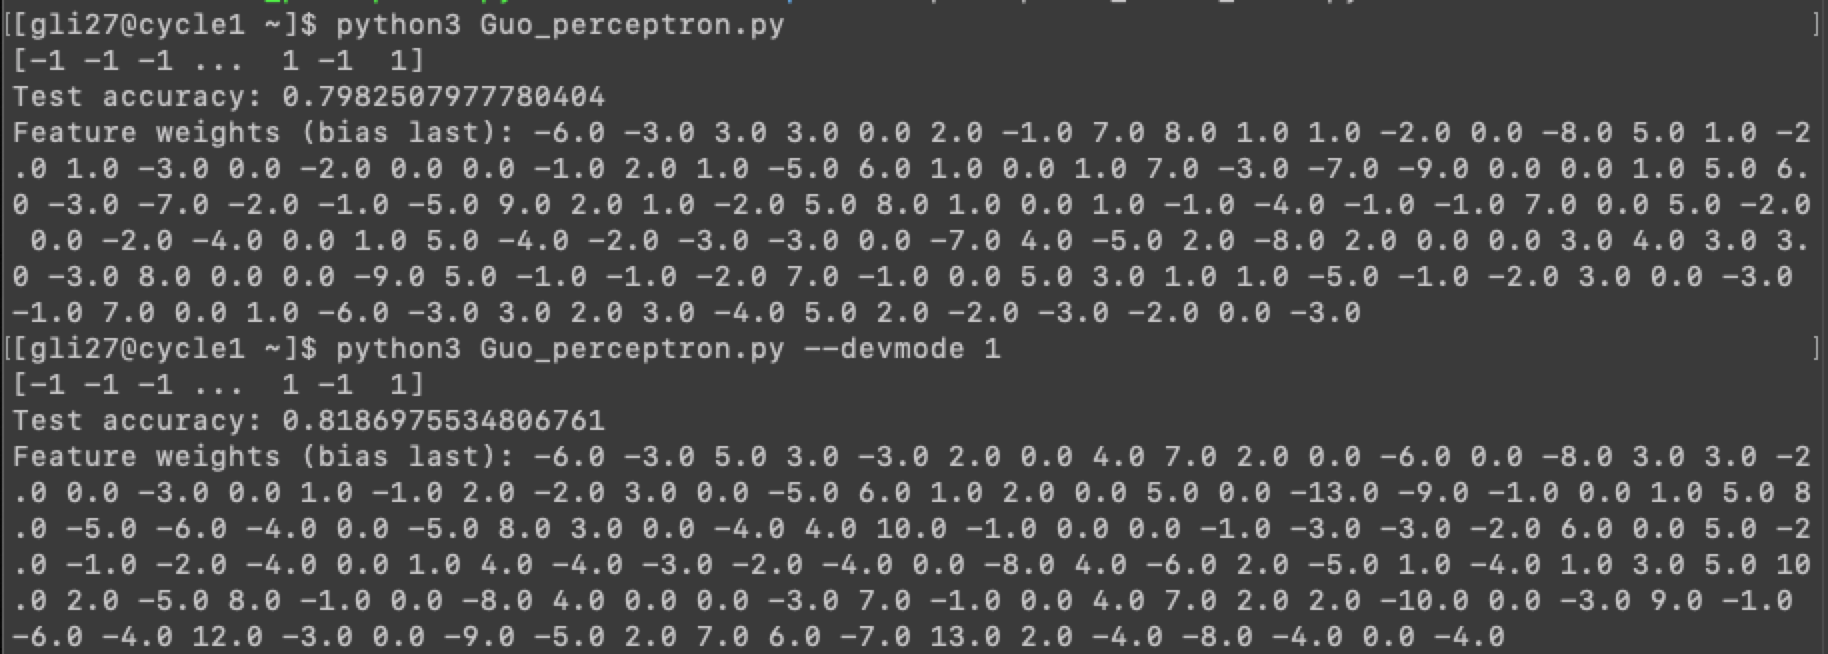 [[gli27@cycle1 ~]$ python3 Guo_perceptron.py ]
[-1 -1 -1 ...  1 -1  1]
Test accuracy: 0.7982507977780404
Feature weights (bias last): -6.0 -3.0 3.0 3.0 0.0 2.0 -1.0 7.0 8.0 1.0 1.0 -2.0 0.0 -8.0 5.0 1.0 -2
.0 1.0 -3.0 0.0 -2.0 0.0 0.0 -1.0 2.0 1.0 -5.0 6.0 1.0 0.0 1.0 7.0 -3.0 -7.0 -9.0 0.0 0.0 1.0 5.0 6.
0 -3.0 -7.0 -2.0 -1.0 -5.0 9.0 2.0 1.0 -2.0 5.0 8.0 1.0 0.0 1.0 -1.0 -4.0 -1.0 -1.0 7.0 0.0 5.0 -2.0
 0.0 -2.0 -4.0 0.0 1.0 5.0 -4.0 -2.0 -3.0 -3.0 0.0 -7.0 4.0 -5.0 2.0 -8.0 2.0 0.0 0.0 3.0 4.0 3.0 3.
0 -3.0 8.0 0.0 0.0 -9.0 5.0 -1.0 -1.0 -2.0 7.0 -1.0 0.0 5.0 3.0 1.0 1.0 -5.0 -1.0 -2.0 3.0 0.0 -3.0
-1.0 7.0 0.0 1.0 -6.0 -3.0 3.0 2.0 3.0 -4.0 5.0 2.0 -2.0 -3.0 -2.0 0.0 -3.0
[[gli27@cycle1 ~]$ python3 Guo_perceptron.py --devmode 1 ]
[-1 -1 -1 ...  1 -1  1]
Test accuracy: 0.8186975534806761
Feature weights (bias last): -6.0 -3.0 5.0 3.0 -3.0 2.0 0.0 4.0 7.0 2.0 0.0 -6.0 0.0 -8.0 3.0 3.0 -2
.0 0.0 -3.0 0.0 1.0 -1.0 2.0 -2.0 3.0 0.0 -5.0 6.0 1.0 2.0 0.0 5.0 0.0 -13.0 -9.0 -1.0 0.0 1.0 5.0 8
.0 -5.0 -6.0 -4.0 0.0 -5.0 8.0 3.0 0.0 -4.0 4.0 10.0 -1.0 0.0 0.0 -1.0 -3.0 -3.0 -2.0 6.0 0.0 5.0 -2
.0 -1.0 -2.0 -4.0 0.0 1.0 4.0 -4.0 -3.0 -2.0 -4.0 0.0 -8.0 4.0 -6.0 2.0 -5.0 1.0 -4.0 1.0 3.0 5.0 10
.0 2.0 -5.0 8.0 -1.0 0.0 -8.0 4.0 0.0 0.0 -3.0 7.0 -1.0 0.0 4.0 7.0 2.0 2.0 -10.0 0.0 -3.0 9.0 -1.0
-6.0 -4.0 12.0 -3.0 0.0 -9.0 -5.0 2.0 7.0 6.0 -7.0 13.0 2.0 -4.0 -8.0 -4.0 0.0 -4.0